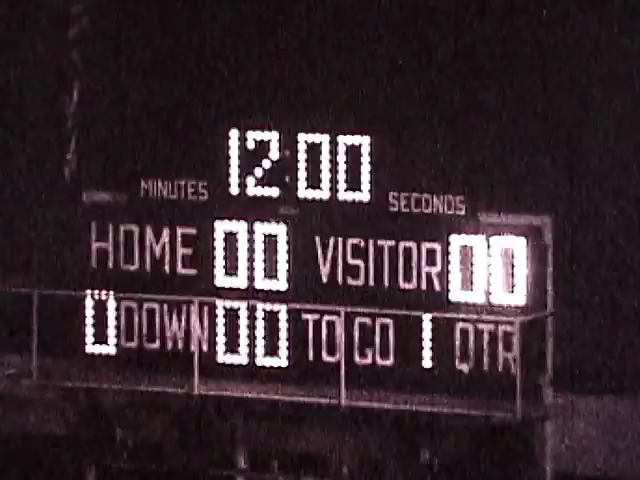 12:00
MINUTES SECONDS
HOME 00 VISITOR 00
0 DOWN 00 TO GO 1 QTR